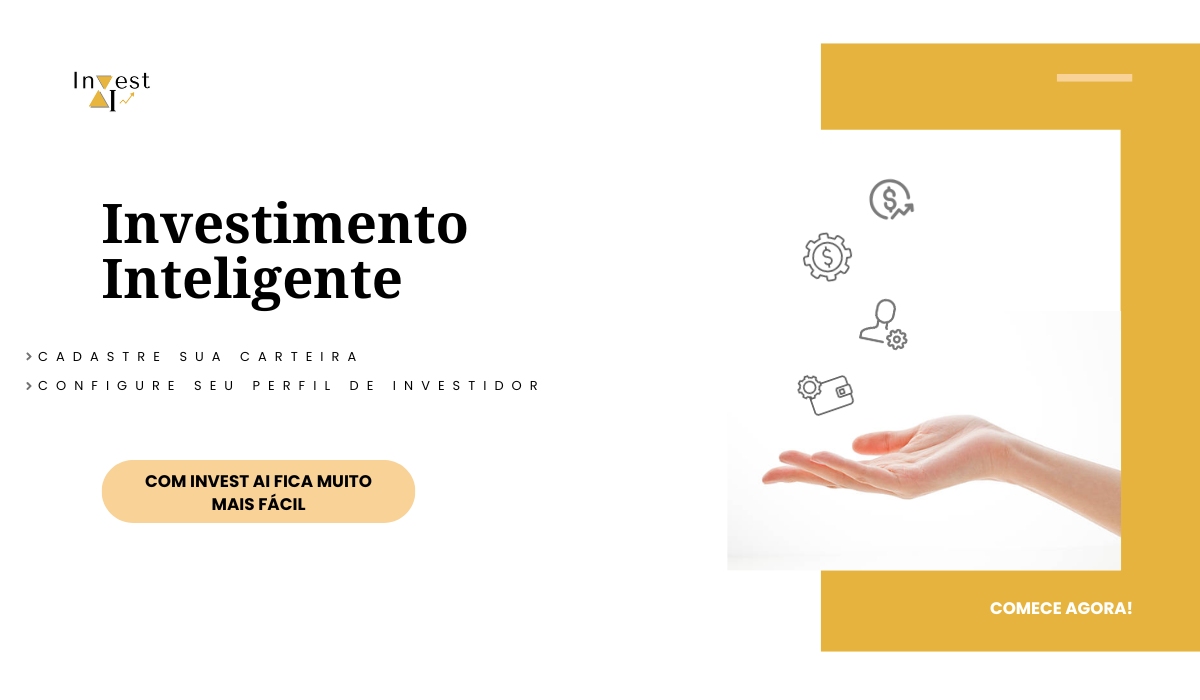 Invest
AI
Investimento
Inteligente
CADASTRE SUA CARTEIRA
CONFIGURE SEU PERFIL DE INVESTIDOR
COM INVEST AI FICA MUITO
MAIS FÁCIL
COMECE AGORA!